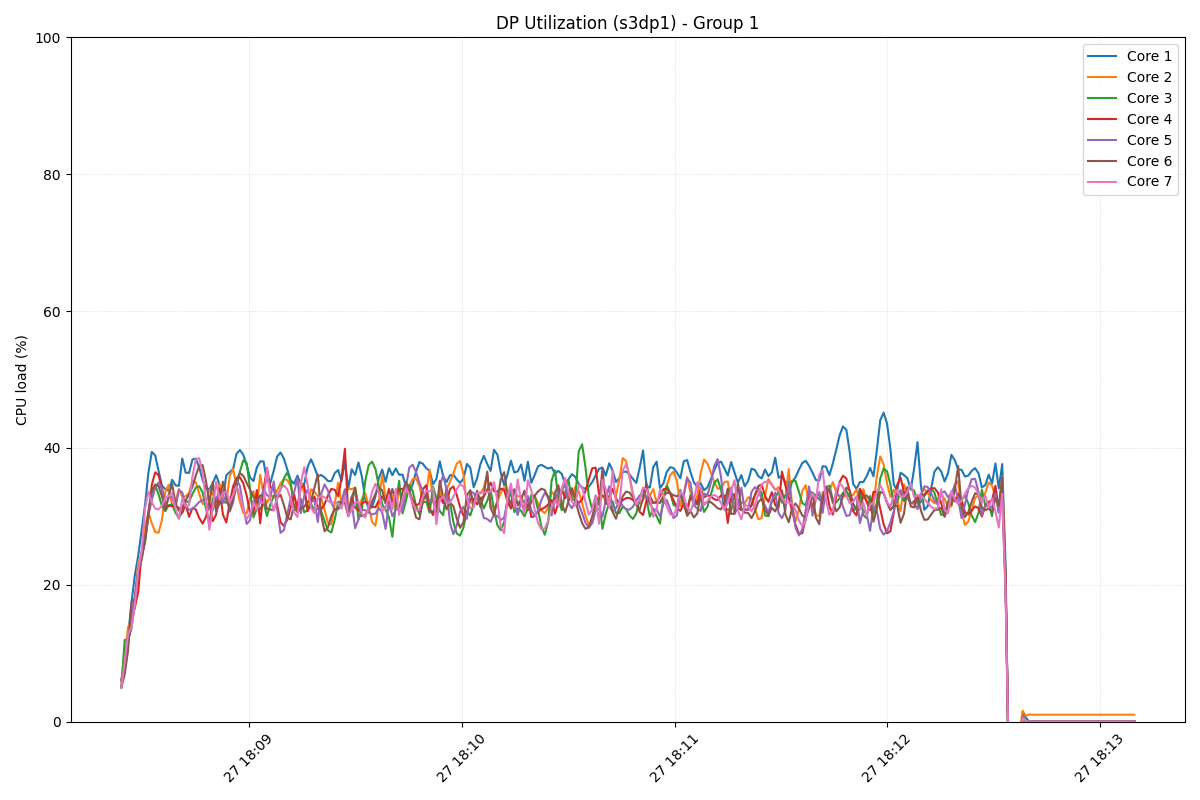 DP Utilization (s3dp1) - Group 1
100
80
60
40
20
0
CPU load (%)
Core 1
Core 2
Core 3
Core 4
Core 5
Core 6
Core 7
27 18:09
27 18:10
27 18:11
27 18:12
27 18:13